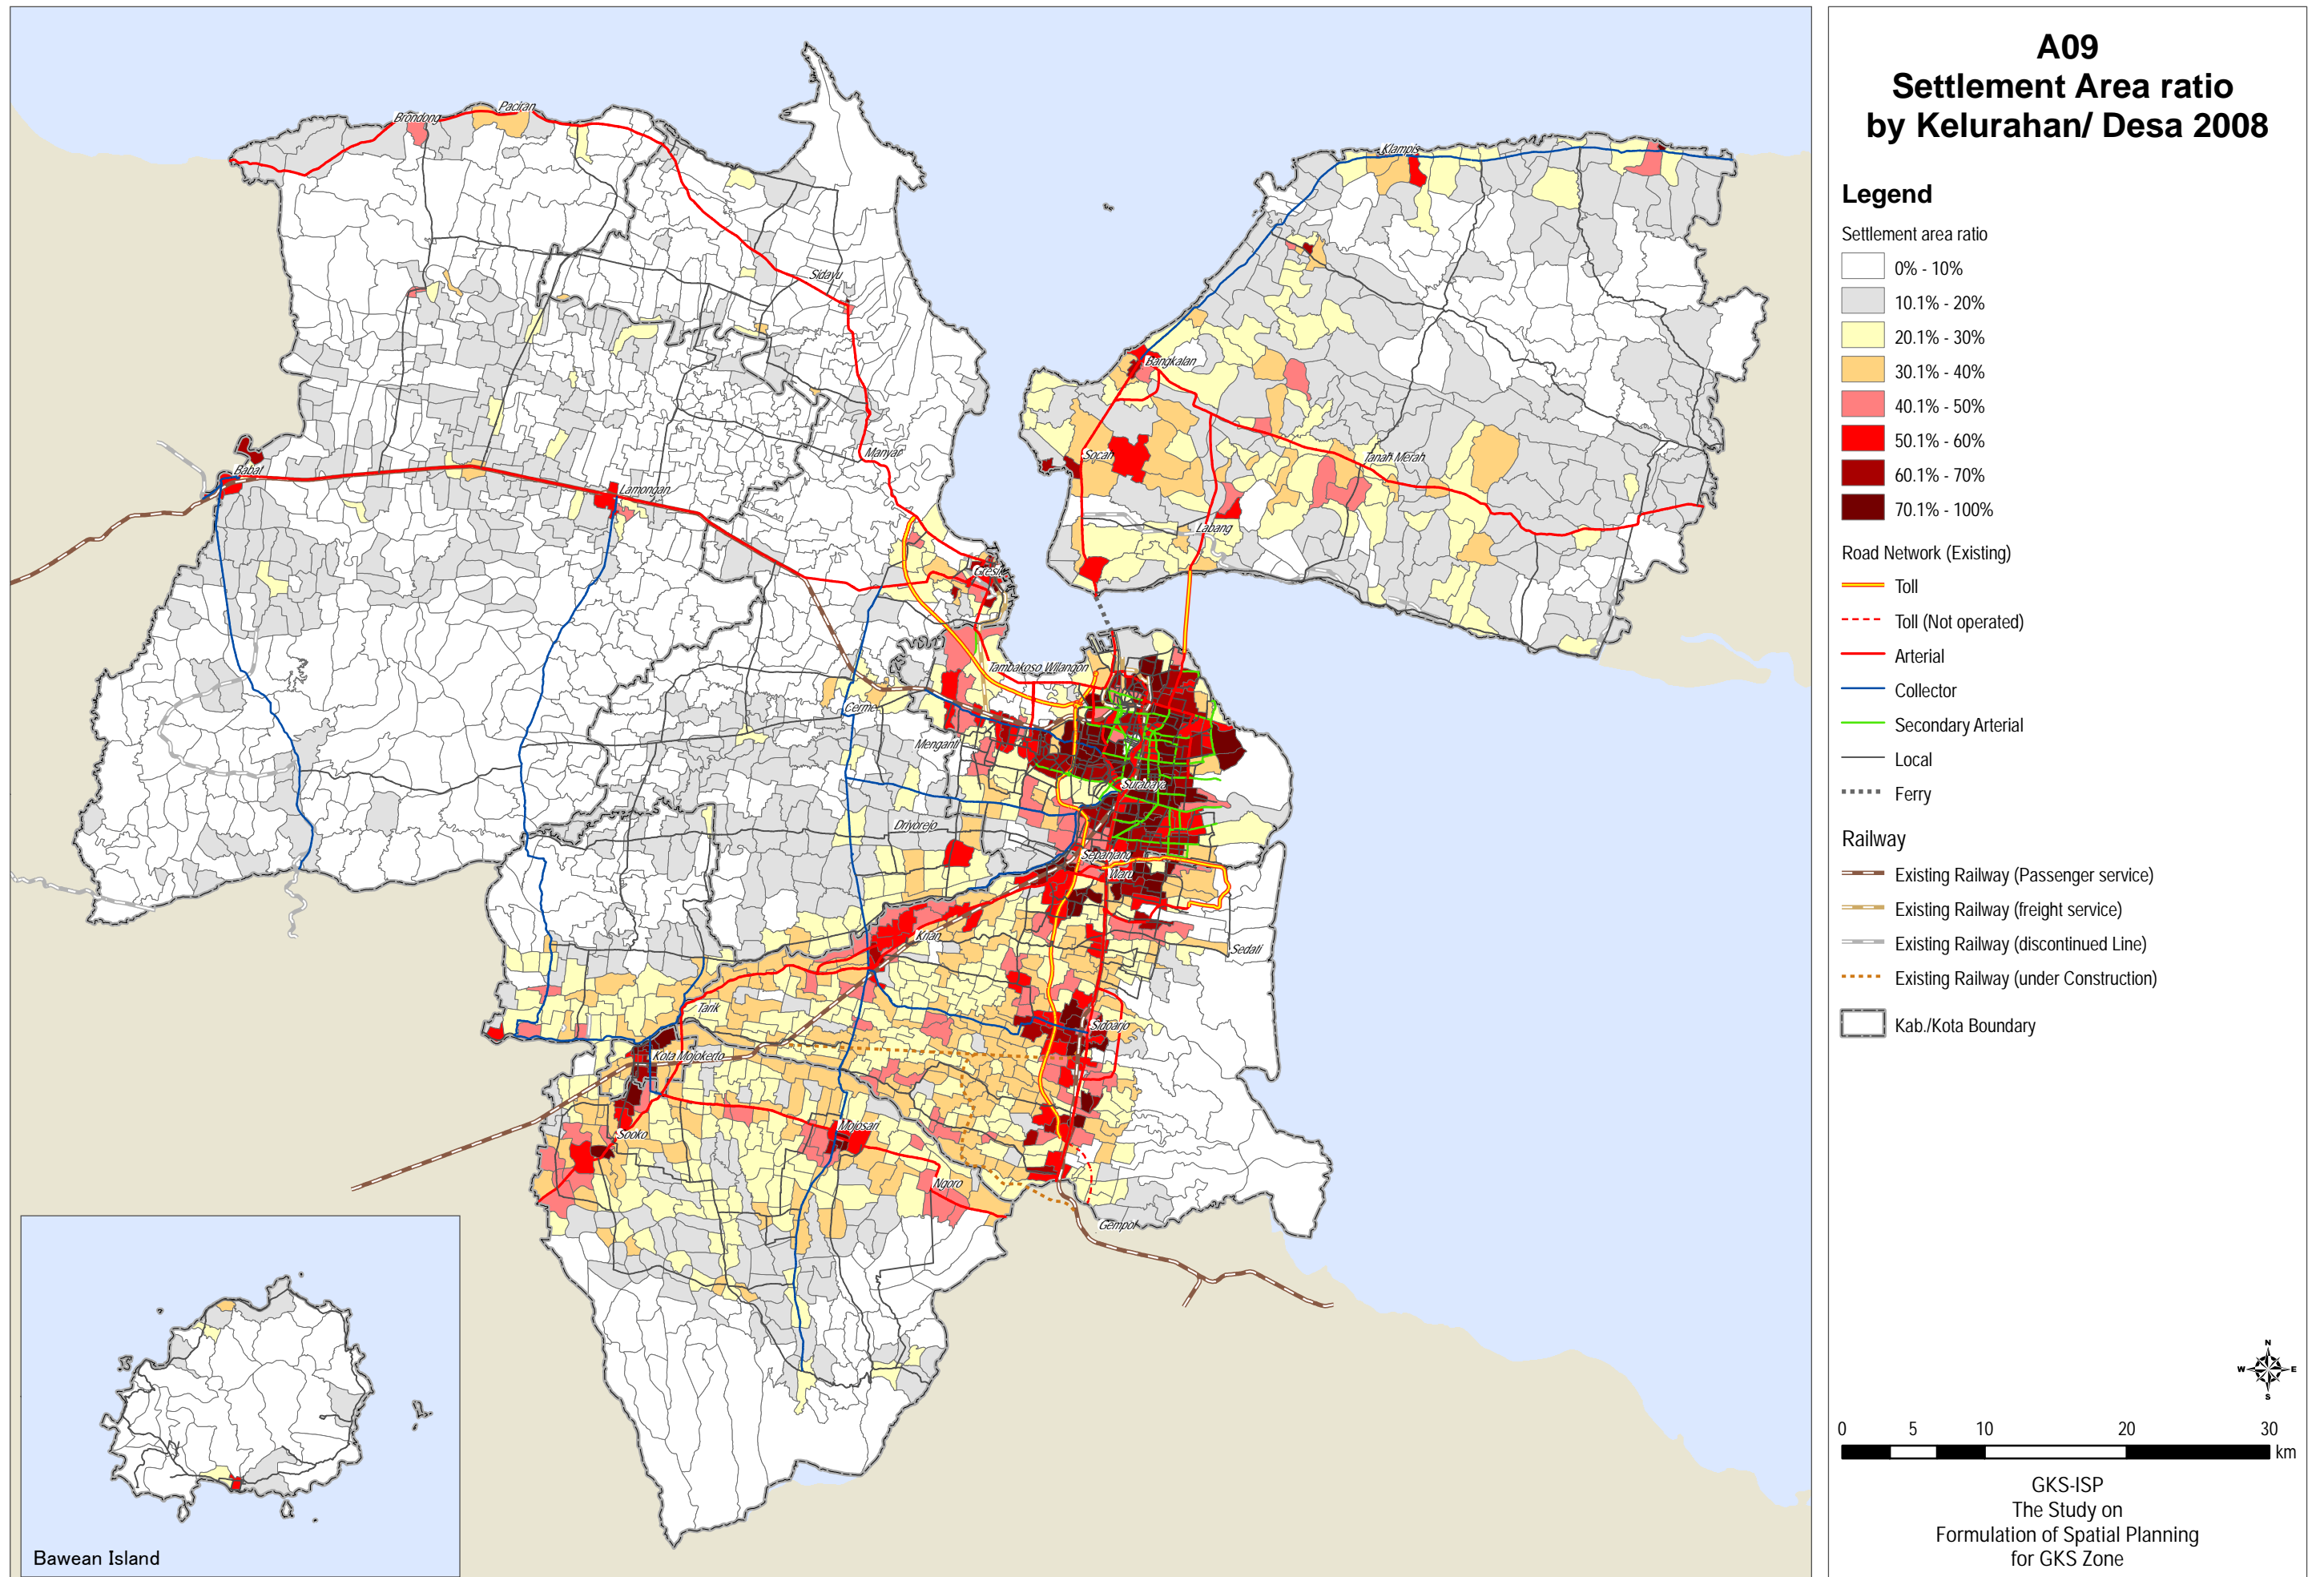 A09
Settlement Area ratio
by Kelurahan/ Desa 2008
Legend
Settlement area ratio
0% - 10%
10.1% - 20%
20.1% - 30%
30.1% - 40%
40.1% - 50%
50.1% - 60%
60.1% - 70%
70.1% - 100%
Road Network (Existing)
Toll
Toll (Not operated)
Arterial
Collector
Secondary Arterial
Local
Ferry
Railway
Existing Railway (Passenger service)
Existing Railway (freight service)
Existing Railway (discontinued Line)
Existing Railway (under Construction)
Kab./Kota Boundary
N
W E
S
0 5 10 20 30
km
GKS-ISP
The Study on
Formulation of Spatial Planning
for GKS Zone
Brondong
Paciran
Klampis
Sidayu
Bangkalan
Manyar
Socah
Tanah Merah
Babat
Lamongan
Labang
Gresik
Tambakoso Wilangon
Cerme
Menganti
Surabaya
Driyorejo
Sepanjang
Waru
Krian
Sedati
Tarik
Sidoarjo
Kota Mojokerto
Mojosari
Sooko
Ngoro
Gempol
Bawean Island